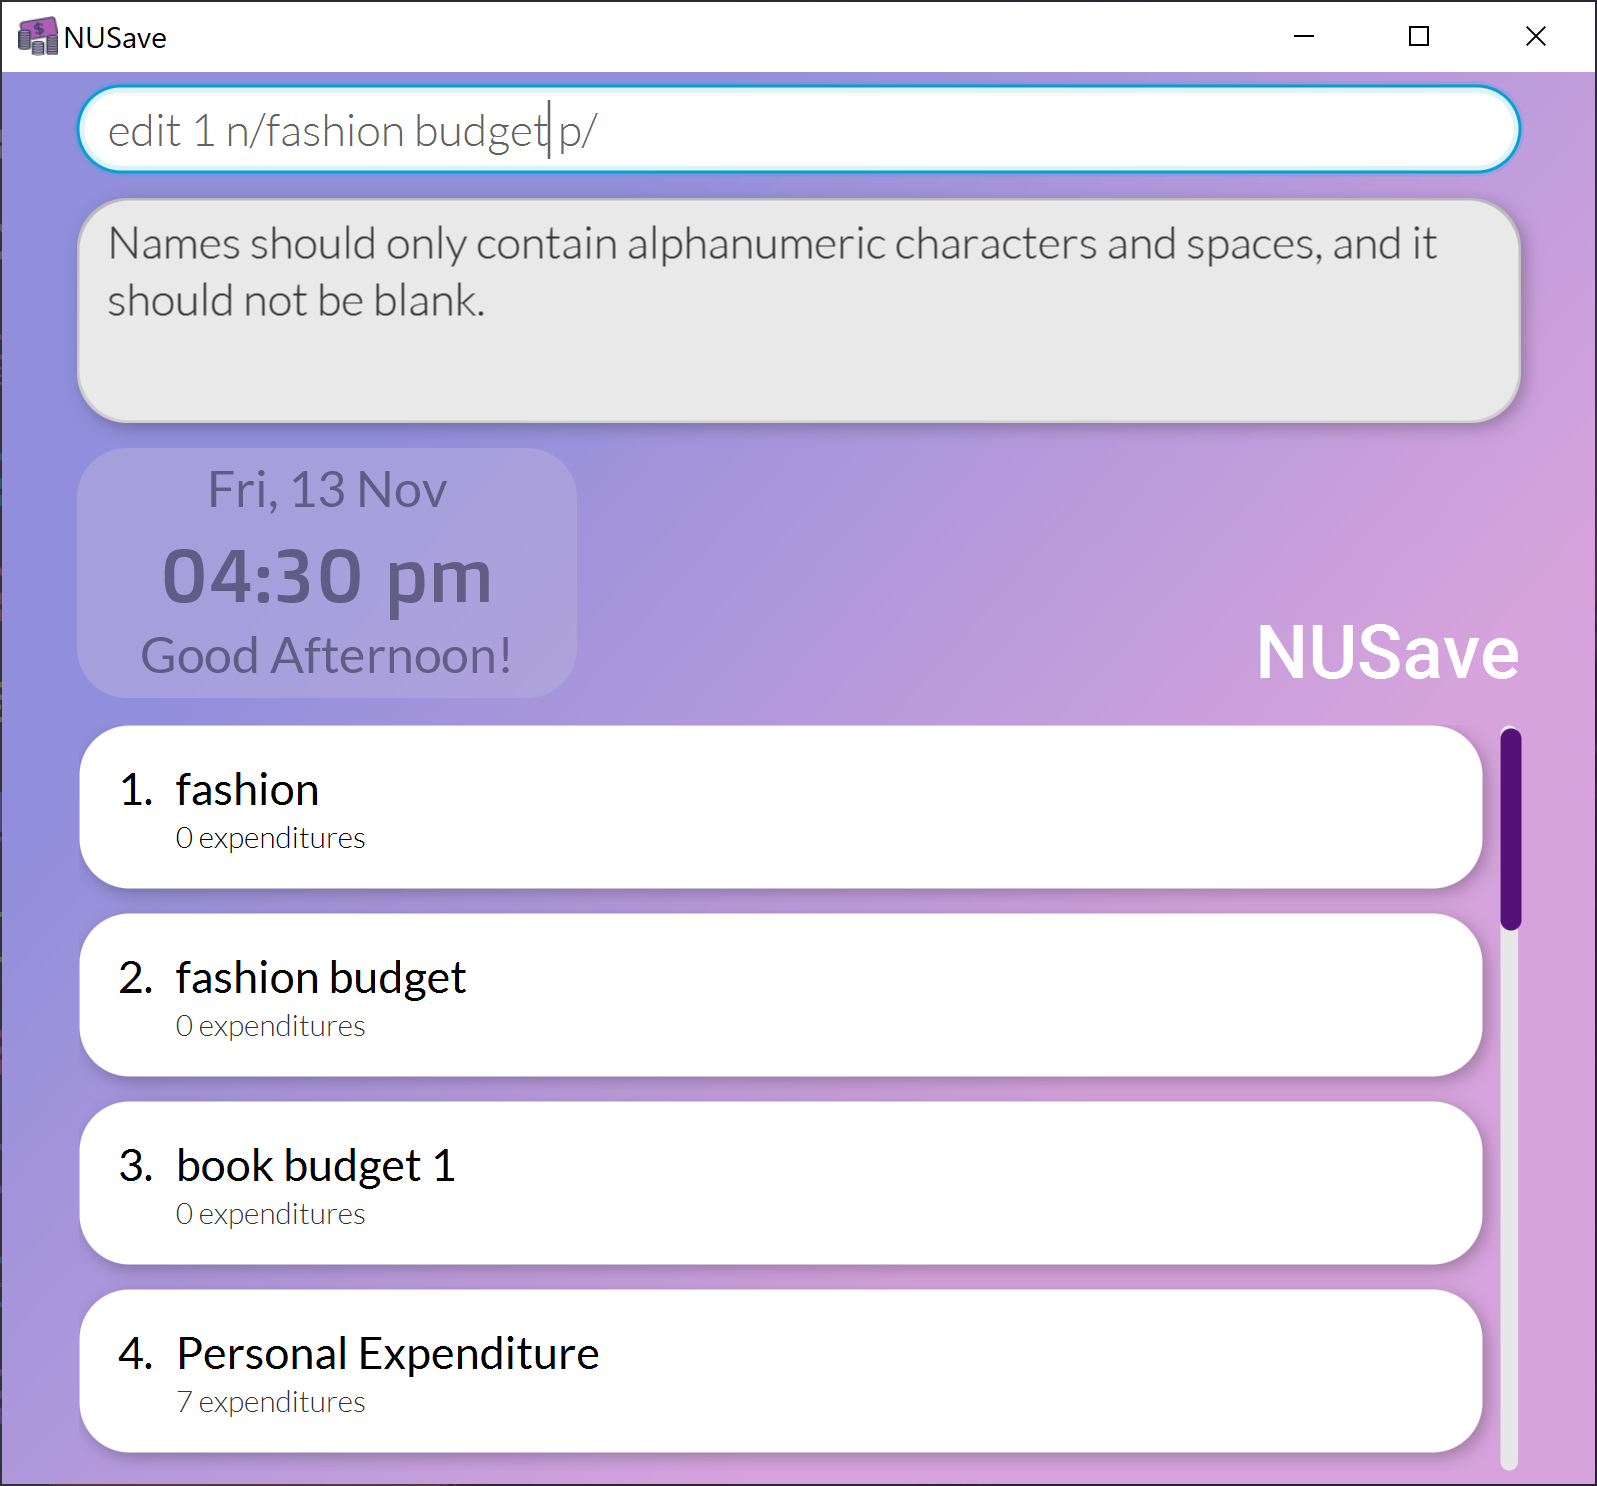 NUSave
edit 1 n/fashion budget p/
Names should only contain alphanumeric characters and spaces, and it
should not be blank.
Fri, 13 Nov
04:30 pm
Good Afternoon!
NUSave
1. fashion
0 expenditures
2. fashion budget
0 expenditures
3. book budget 1
0 expenditures
4. Personal Expenditure
7 expenditures